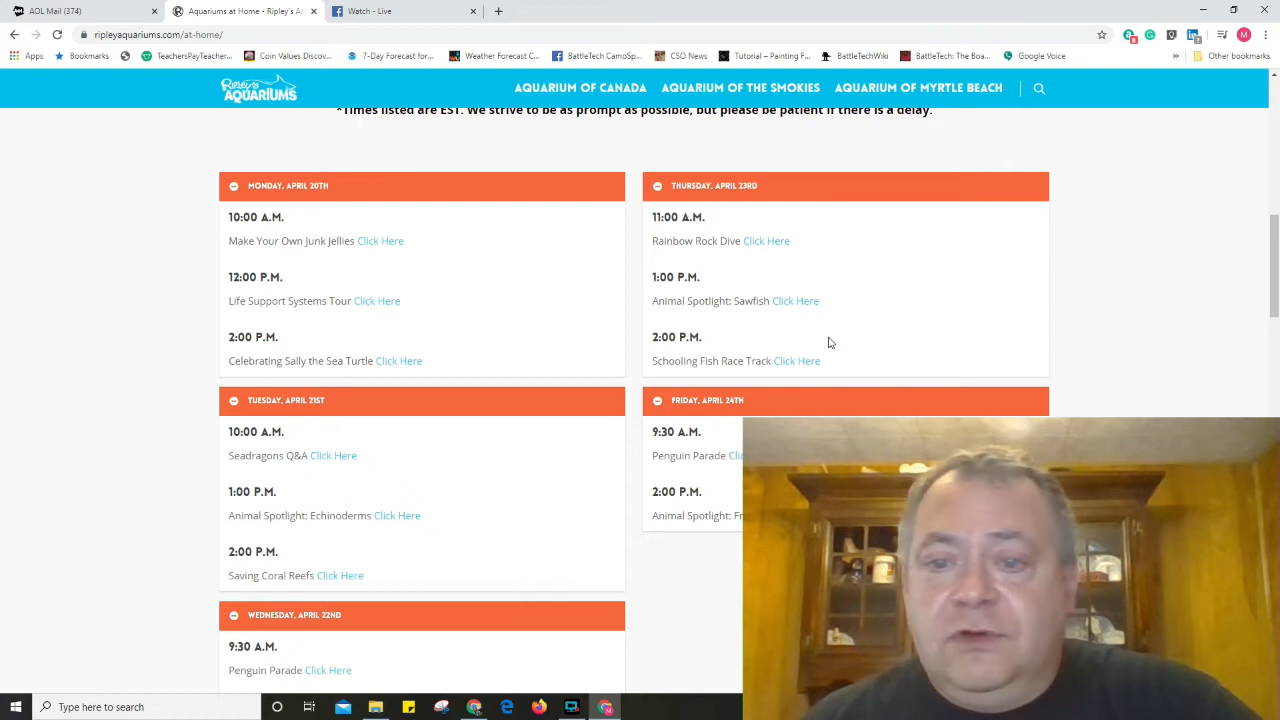 AOL Mail (3374)
Aquariums at Home - Ripley's A
Watch - Live
ripleyaquariums.com/at-home/
M
Apps
Bookmarks
TeachersPayTeacher...
Coin Values Discov...
7-Day Forecast for...
Weather Forecast C...
BattleTech CampoSp...
CSO News
Tutorial – Painting F...
BattleTechWiki
BattleTech: The Boa...
Google Voice
»
Other bookmarks
RIPLEY'S
AQUARIUMS
AQUARIUM OF CANADA
AQUARIUM OF THE SMOKIES
AQUARIUM OF MYRTLE BEACH
*Times listed are EST. We strive to be as prompt as possible, but please be patient if there is a delay.
MONDAY, APRIL 20TH
10:00 A.M.
Make Your Own Junk Jellies Click Here
12:00 P.M.
Life Support Systems Tour Click Here
2:00 P.M.
Celebrating Sally the Sea Turtle Click Here
TUESDAY, APRIL 21ST
10:00 A.M.
Seadragons Q&A Click Here
1:00 P.M.
Animal Spotlight: Echinoderms Click Here
2:00 P.M.
Saving Coral Reefs Click Here
WEDNESDAY, APRIL 22ND
9:30 A.M.
Penguin Parade Click Here
THURSDAY, APRIL 23RD
11:00 A.M.
Rainbow Rock Dive Click Here
1:00 P.M.
Animal Spotlight: Sawfish Click Here
2:00 P.M.
Schooling Fish Race Track Click Here
FRIDAY, APRIL 24TH
9:30 A.M.
Penguin Parade
2:00 P.M.
Animal Spotlight:
Type here to search